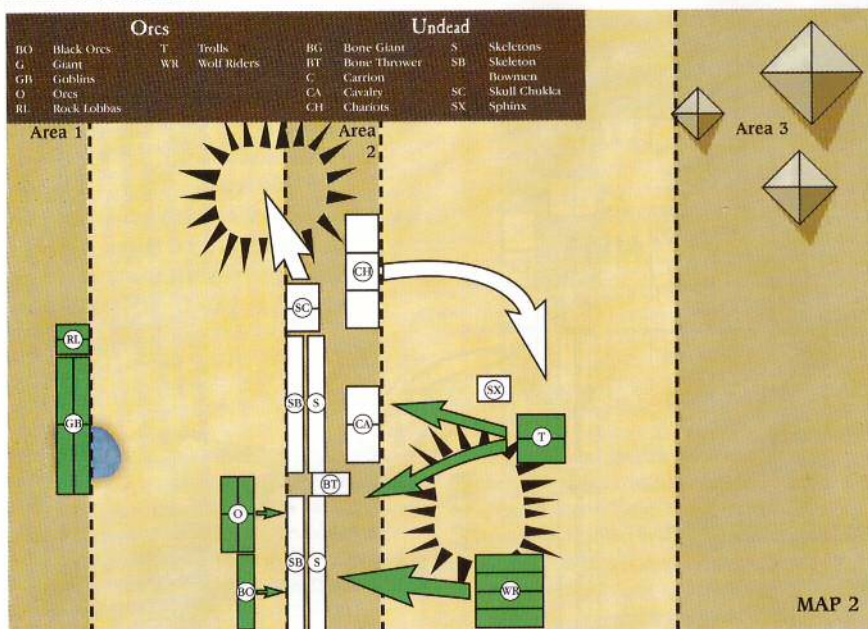 Orcs
BO Black Orcs
G Giant
GB Goblins
O Orcs
RL Rock Lobbas
T Trolls
WR Wolf Riders
Undead
BG Bone Giant
BT Bone Thrower
C Carrion
CA Cavalry
CH Chariots
S Skeletons
SB Skeleton
Bowmen
SC Skull Chukka
SX Sphinx
Area 1
Area
2
Area 3
CH
SC
RL
SX
SB
S
CA
GB
T
BT
O
SB
S
BO
WR
MAP 2